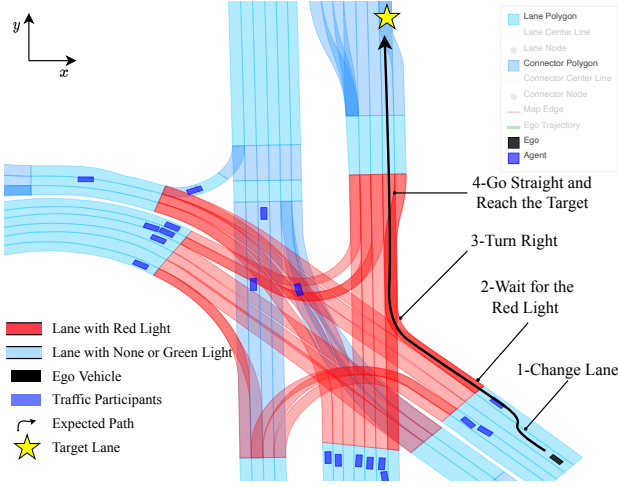 y
x
Lane Polygon
Lane Center Line
Lane Node
Connector Polygon
Connector Center Line
Connector Node
Map Edge
Ego Trajectory
Ego
Agent
4-Go Straight and
Reach the Target
3-Turn Right
2-Wait for the
Red Light
1-Change Lane
Lane with Red Light
Lane with None or Green Light
Ego Vehicle
Traffic Participants
Expected Path
Target Lane